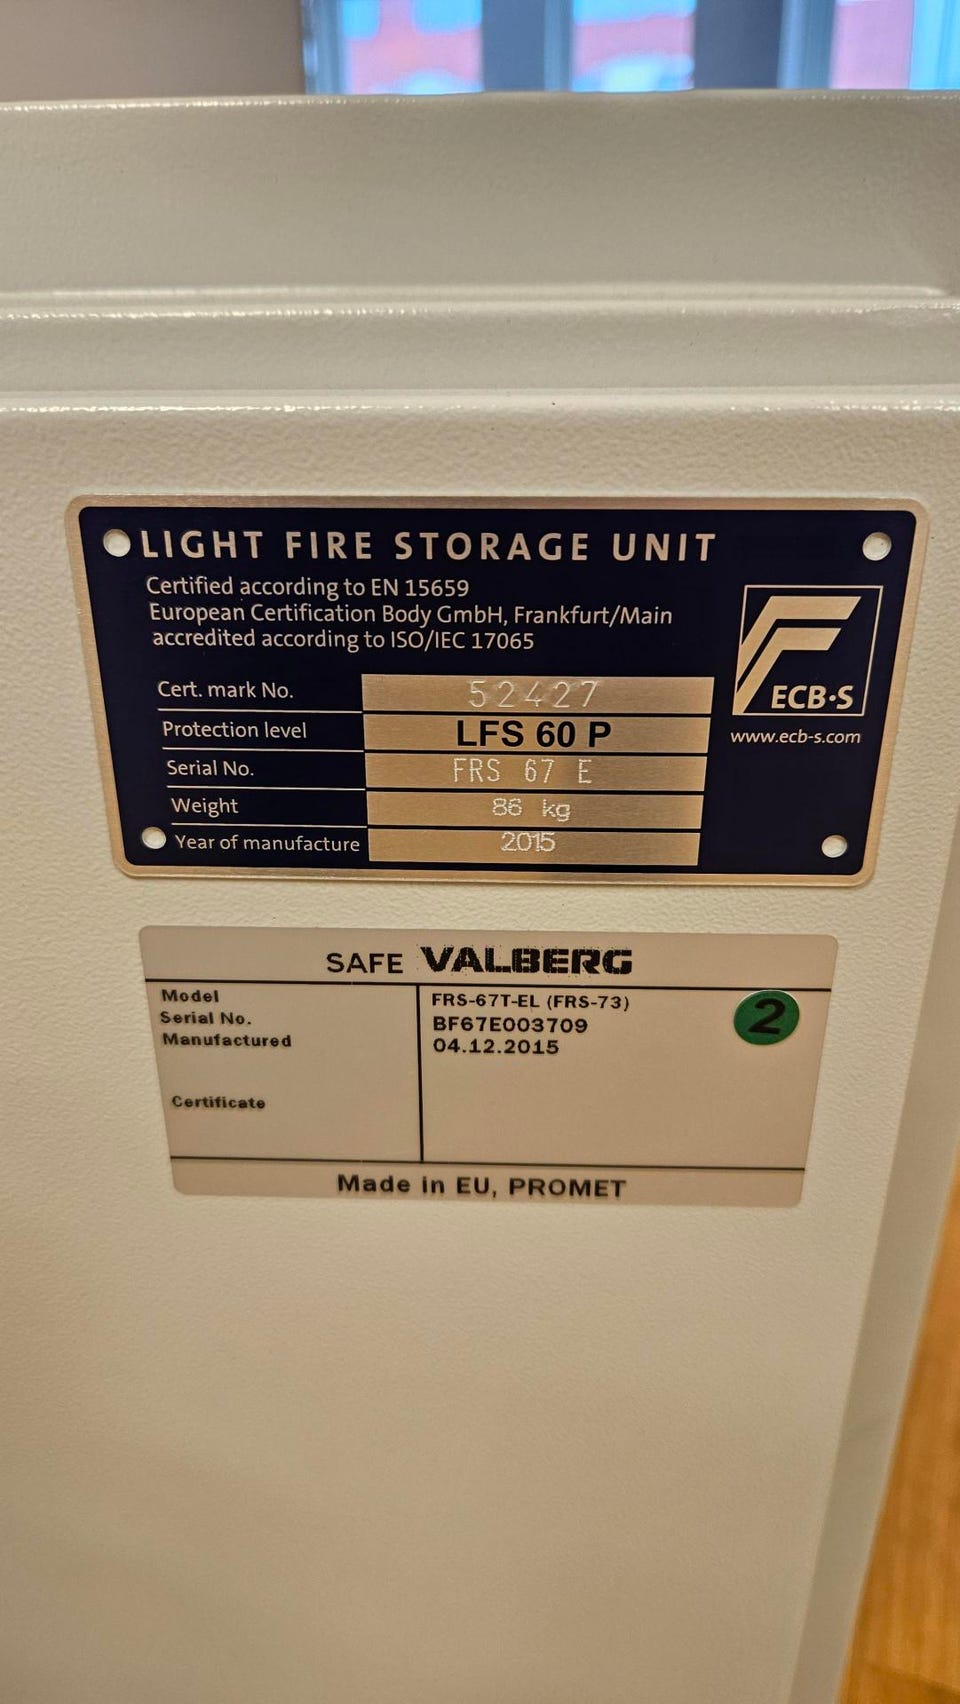 LIGHT FIRE STORAGE UNIT
Certified according to EN 15659
European Certification Body GmbH, Frankfurt/Main
accredited according to ISO/IEC 17065
ECB·S
www.ecb-s.com
Cert. mark No. 52427
Protection level LFS 60 P
Serial No. FRS 67 E
Weight 86 kg
Year of manufacture 2015
SAFE VALBERG
Model FRS-67T-EL (FRS-73)
Serial No. BF67E003709
Manufactured 04.12.2015
2
Certificate
Made in EU, PROMET